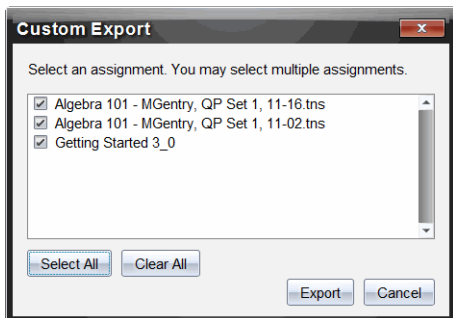 Custom Export
Select an assignment. You may select multiple assignments.
Algebra 101 - MGentry, QP Set 1, 11-16.tns
Algebra 101 - MGentry, QP Set 1, 11-02.tns
Getting Started 3_0
Select All Clear All
Export Cancel